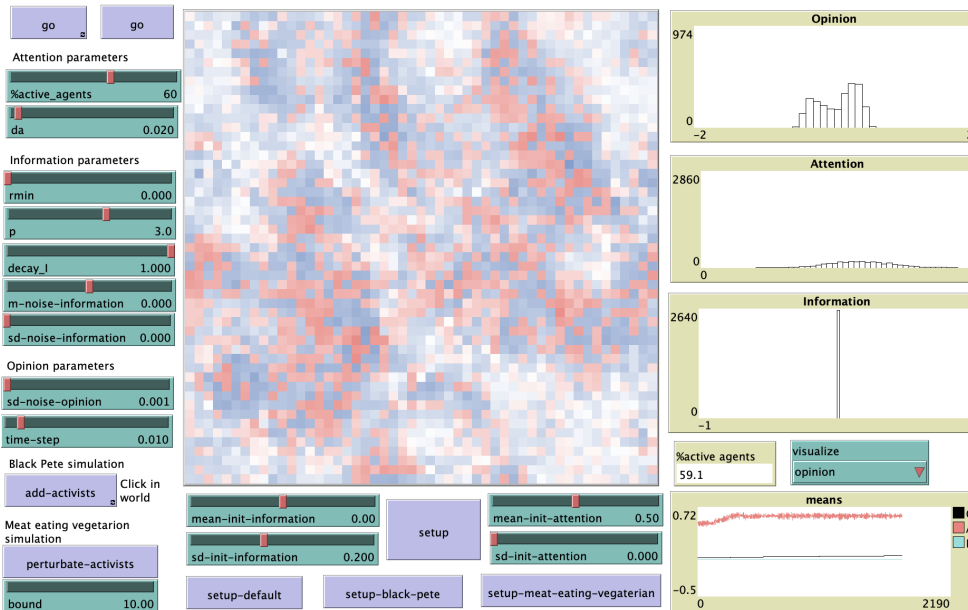 go
go
Attention parameters
%active_agents 60
da 0.020
Information parameters
rmin 0.000
p 3.0
decay_I 1.000
m-noise-information 0.000
sd-noise-information 0.000
Opinion parameters
sd-noise-opinion 0.001
time-step 0.010
Black Pete simulation
add-activists
Click in
world
Meat eating vegetarion
simulation
perturbate-activists
bound 10.00
mean-init-information 0.00
sd-init-information 0.200
setup
mean-init-attention 0.50
sd-init-attention 0.000
setup-default
setup-black-pete
setup-meat-eating-vegaterian
Opinion
974
0
-2
Attention
2860
0
0
Information
2640
0
-1
%active agents
59.1
visualize
opinion
means
0.72
-0.5
0
2190